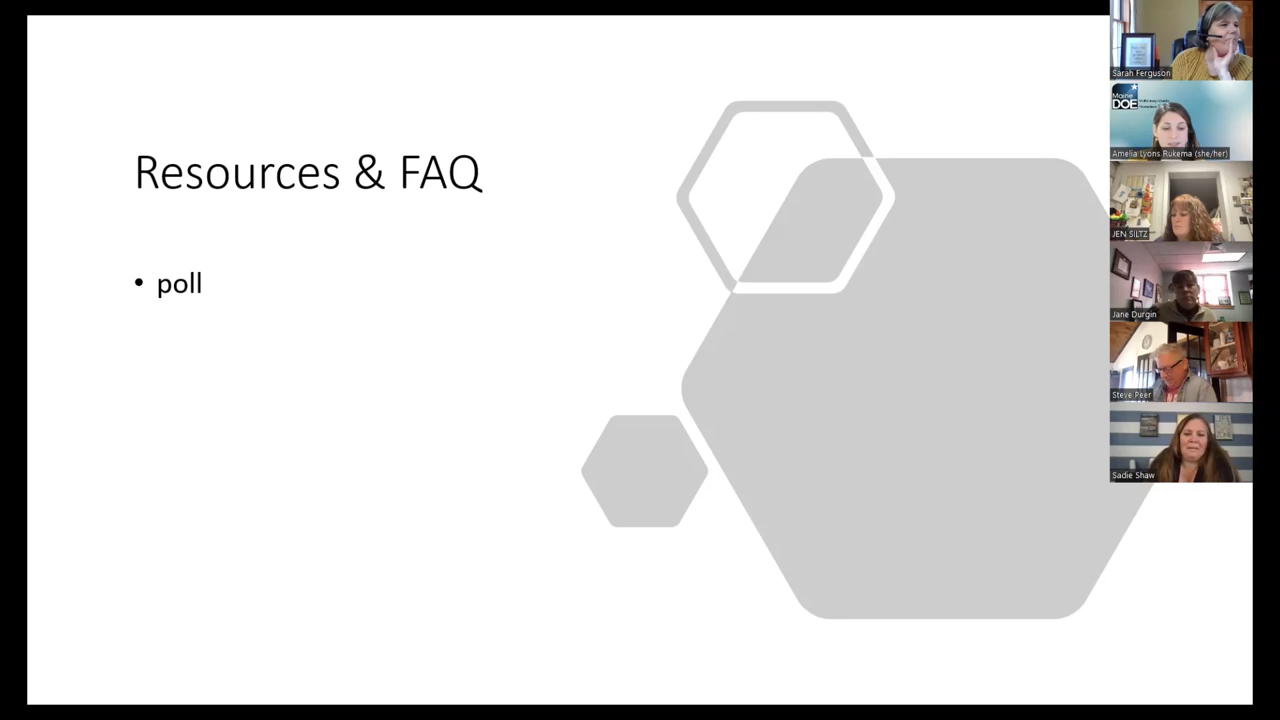 Resources & FAQ
• poll
Sarah Ferguson
Maine
DOE
Amelia Lyons Rukema (she/her)
JEN SILTZ
Jane Durgin
Steve Peer
Sadie Shaw